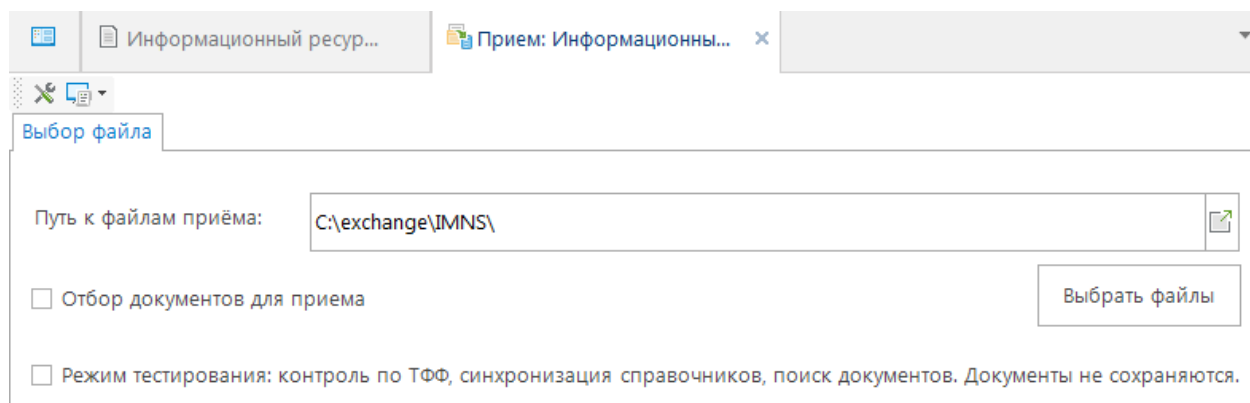 Информационный ресур...
Прием: Информационны...
Выбор файла
Путь к файлам приёма:
C:\exchange\IMNS\
Отбор документов для приема
Выбрать файлы
Режим тестирования: контроль по ТФФ, синхронизация справочников, поиск документов. Документы не сохраняются.